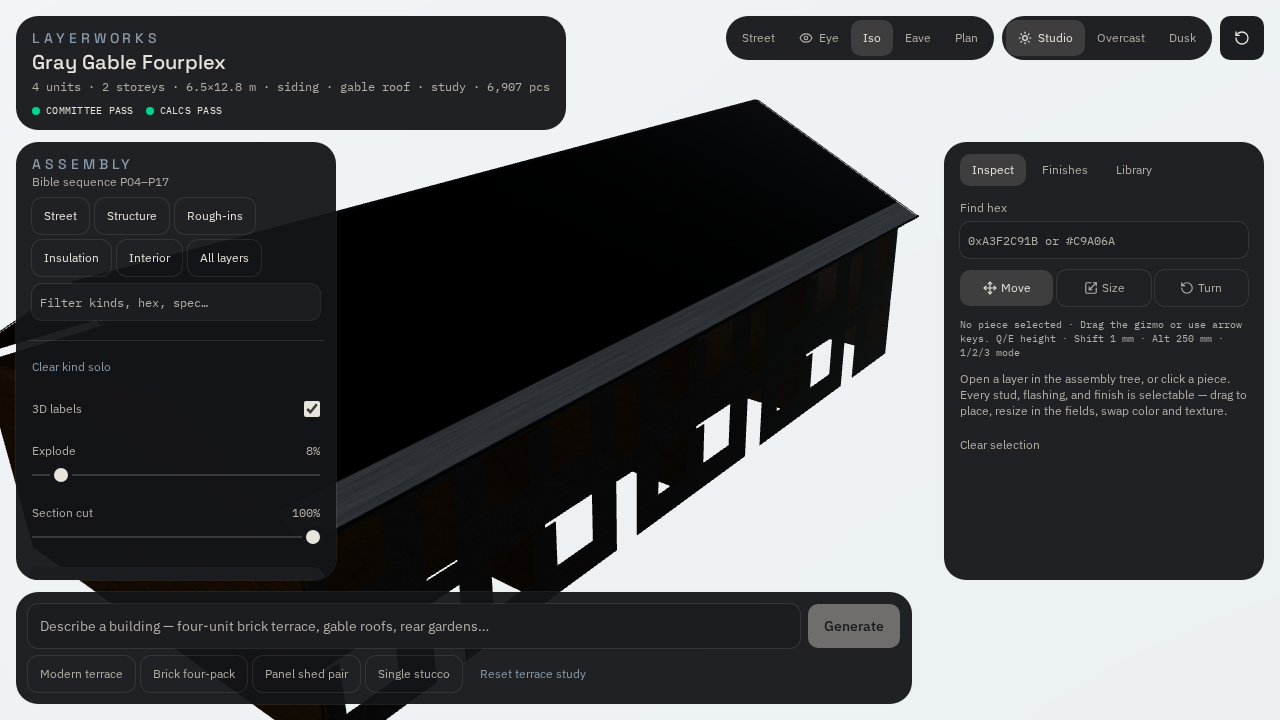 LAYERWORKS
Gray Gable Fourplex
4 units · 2 storeys · 6.5×12.8 m · siding · gable roof · study · 6,907 pcs
COMMITTEE PASS CALCS PASS
Street Eye Iso Eave Plan
Studio Overcast Dusk
ASSEMBLY
Bible sequence P04–P17
Street Structure Rough-ins
Insulation Interior All layers
Filter kinds, hex, spec…
Clear kind solo
3D labels
Explode 8%
Section cut 100%
Inspect Finishes Library
Find hex
0xA3F2C91B or #C9A06A
Move Size Turn
No piece selected · Drag the gizmo or use arrow
keys. Q/E height · Shift 1 mm · Alt 250 mm ·
1/2/3 mode
Open a layer in the assembly tree, or click a piece.
Every stud, flashing, and finish is selectable — drag to
place, resize in the fields, swap color and texture.
Clear selection
Describe a building — four-unit brick terrace, gable roofs, rear gardens…
Generate
Modern terrace Brick four-pack Panel shed pair Single stucco Reset terrace study